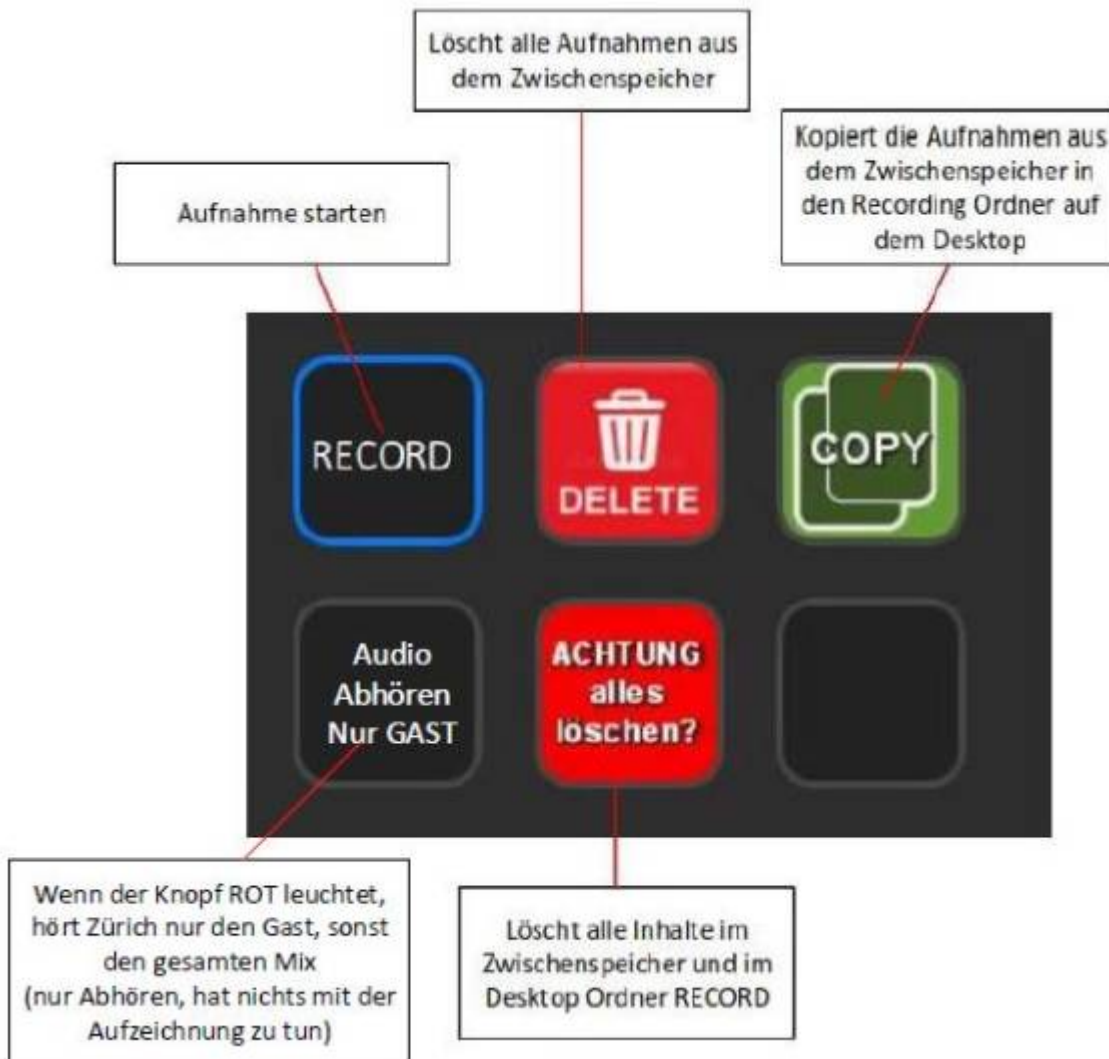 Löscht alle Aufnahmen aus
dem Zwischenspeicher
Kopiert die Aufnahmen aus
dem Zwischenspeicher in
den Recording Ordner auf
dem Desktop
Aufnahme starten
RECORD
DELETE
COPY
Audio
Abhören
Nur GAST
ACHTUNG
alles
löschen?
Wenn der Knopf ROT leuchtet,
hört Zürich nur den Gast, sonst
den gesamten Mix
(nur Abhören, hat nichts mit der
Aufzeichnung zu tun)
Löscht alle Inhalte im
Zwischenspeicher und im
Desktop Ordner RECORD